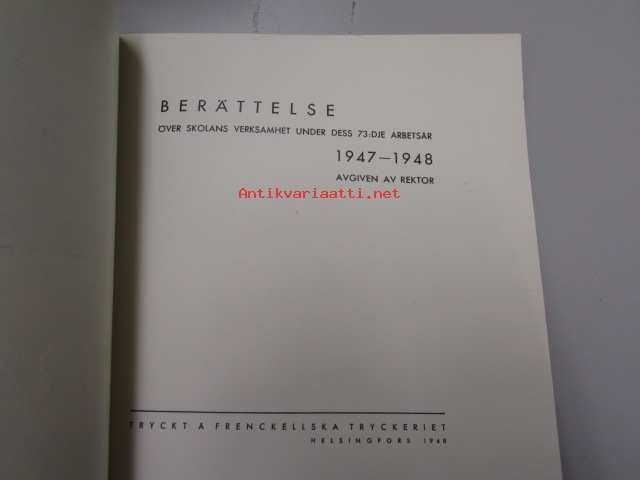 BERÄTTELSE
ÖVER SKOLANS VERKSAMHET UNDER DESS 73:DJE ARBETSÅR
1947—1948
AVGIVEN AV REKTOR
Antikvariaatti.net
TRYCKT A FRENCKELLSKA TRYCKERIET
HELSINGFORS 1948